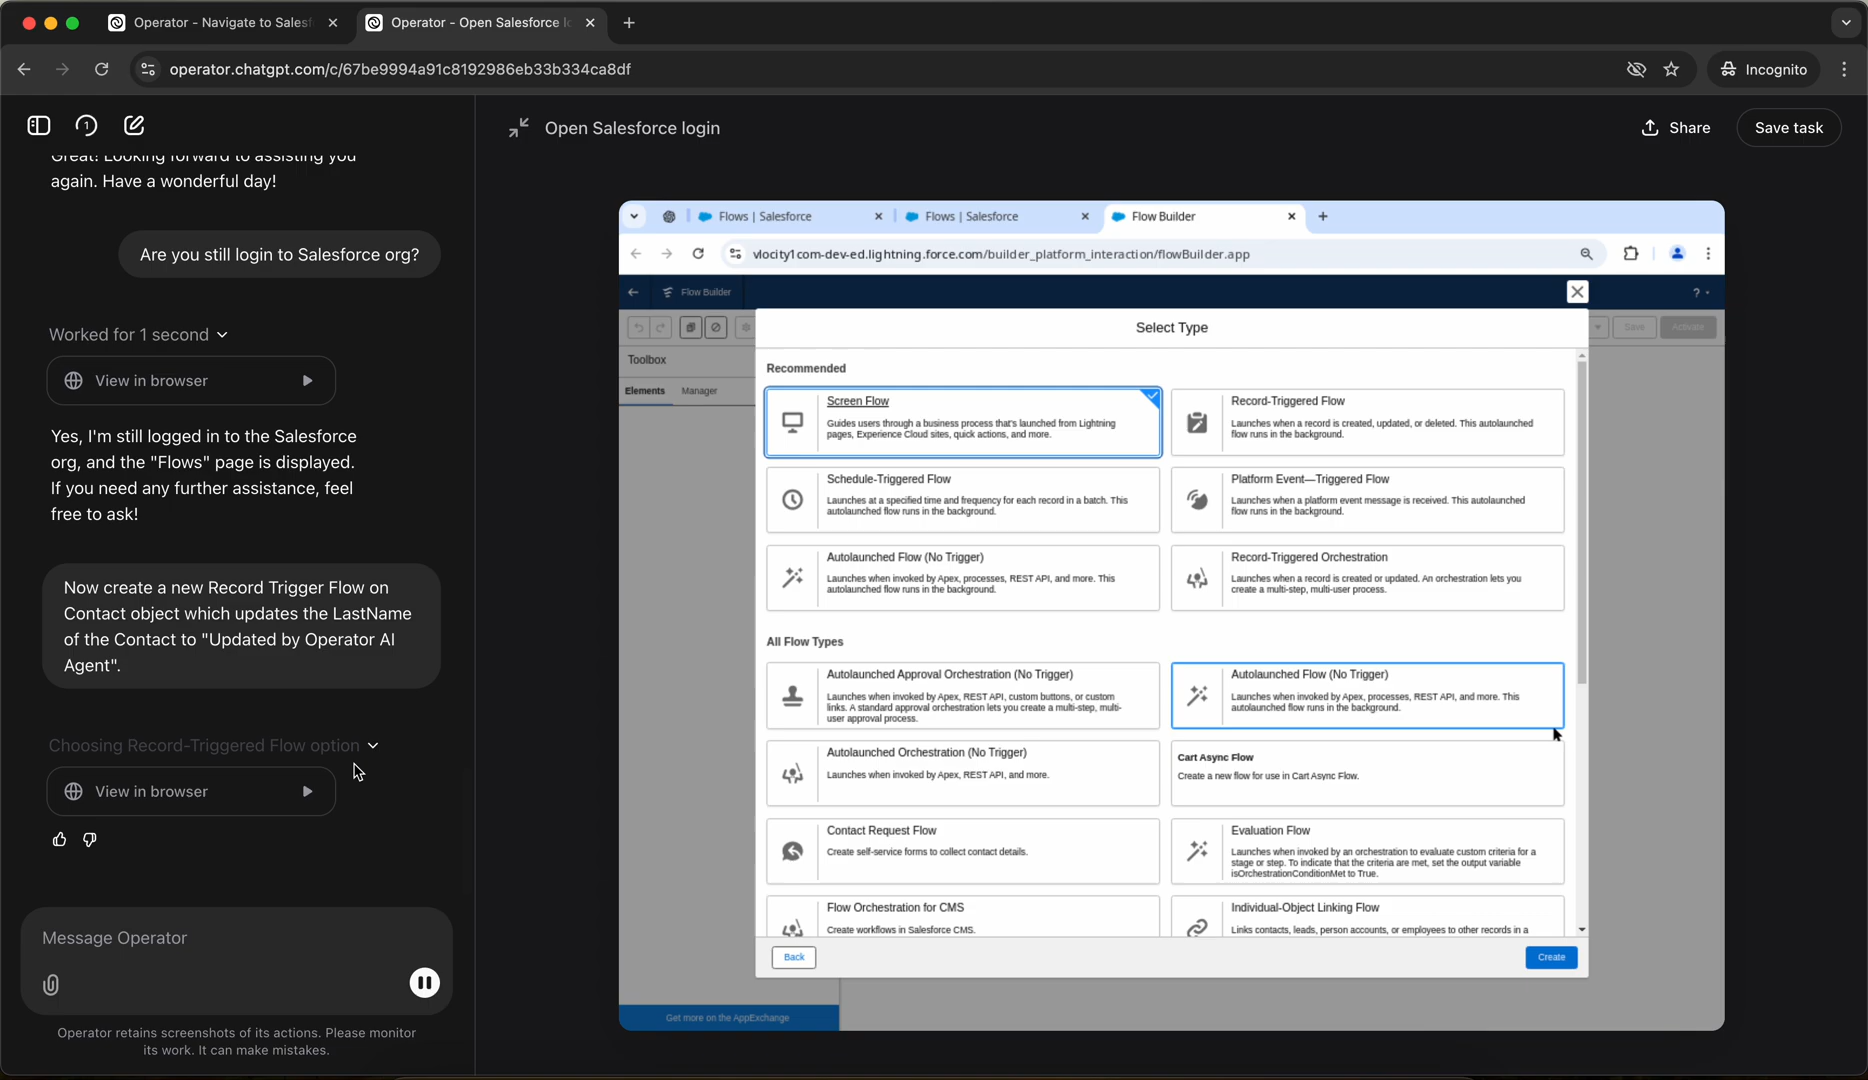 Operator - Navigate to Salesf
Operator - Open Salesforce lo
operator.chatgpt.com/c/67be9994a91c8192986eb33b334ca8df
Incognito
1
Open Salesforce login
Share
Save task
Great! Looking forward to assisting you
again. Have a wonderful day!
Are you still login to Salesforce org?
Worked for 1 second
View in browser
Yes, I'm still logged in to the Salesforce
org, and the "Flows" page is displayed.
If you need any further assistance, feel
free to ask!
Now create a new Record Trigger Flow on
Contact object which updates the LastName
of the Contact to "Updated by Operator AI
Agent".
Choosing Record-Triggered Flow option
View in browser
Message Operator
Operator retains screenshots of its actions. Please monitor
its work. It can make mistakes.
Flows | Salesforce
Flows | Salesforce
Flow Builder
vlocity1com-dev-ed.lightning.force.com/builder_platform_interaction/flowBuilder.app
Flow Builder
?
Save
Activate
Toolbox
Elements
Manager
Select Type
Recommended
Screen Flow
Guides users through a business process that's launched from Lightning
pages, Experience Cloud sites, quick actions, and more.
Record-Triggered Flow
Launches when a record is created, updated, or deleted. This autolaunched
flow runs in the background.
Schedule-Triggered Flow
Launches at a specified time and frequency for each record in a batch. This
autolaunched flow runs in the background.
Platform Event—Triggered Flow
Launches when a platform event message is received. This autolaunched
flow runs in the background.
Autolaunched Flow (No Trigger)
Launches when invoked by Apex, processes, REST API, and more. This
autolaunched flow runs in the background.
Record-Triggered Orchestration
Launches when a record is created or updated. An orchestration lets you
create a multi-step, multi-user process.
All Flow Types
Autolaunched Approval Orchestration (No Trigger)
Launches when invoked by Apex, REST API, custom buttons, or custom
links. A standard approval orchestration lets you create a multi-step, multi-
user approval process.
Autolaunched Flow (No Trigger)
Launches when invoked by Apex, processes, REST API, and more. This
autolaunched flow runs in the background.
Autolaunched Orchestration (No Trigger)
Launches when invoked by Apex, REST API, and more.
Cart Async Flow
Create a new flow for use in Cart Async Flow.
Contact Request Flow
Create self-service forms to collect contact details.
Evaluation Flow
Launches when invoked by an orchestration to evaluate custom criteria for a
stage or step. To indicate that the criteria are met, set the output variable
isOrchestrationConditionMet to True.
Flow Orchestration for CMS
Create workflows in Salesforce CMS.
Individual-Object Linking Flow
Links contacts, leads, person accounts, or employees to other records in a
Back
Create
Get more on the AppExchange